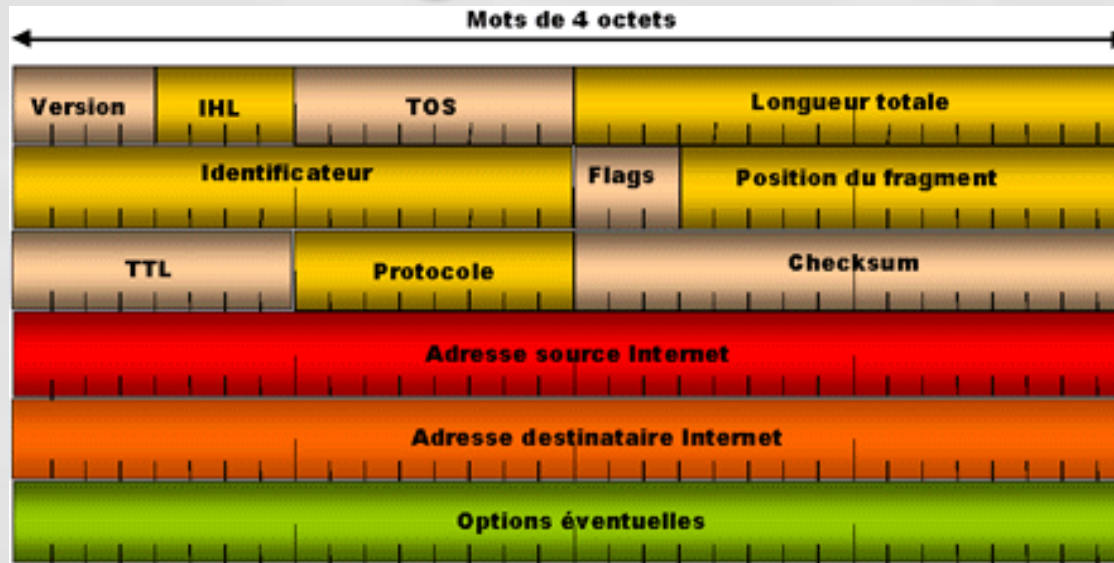 Mots de 4 octets
Version IHL TOS Longueur totale
Identificateur Flags Position du fragment
TTL Protocole Checksum
Adresse source Internet
Adresse destinataire Internet
Options éventuelles